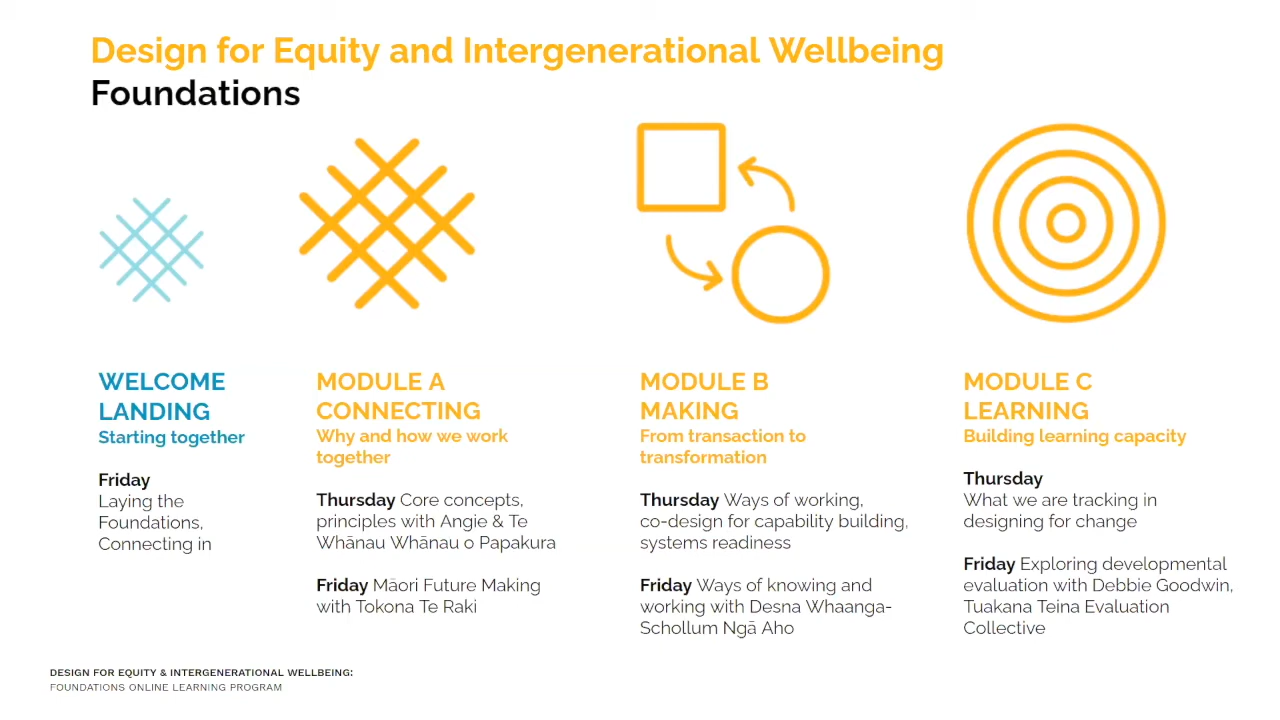 Design for Equity and Intergenerational Wellbeing
Foundations
WELCOME
LANDING
Starting together
Friday
Laying the
Foundations,
Connecting in
MODULE A
CONNECTING
Why and how we work
together
Thursday Core concepts,
principles with Angie & Te
Whānau Whānau o Papakura
Friday Māori Future Making
with Tokona Te Raki
MODULE B
MAKING
From transaction to
transformation
Thursday Ways of working,
co-design for capability building,
systems readiness
Friday Ways of knowing and
working with Desna Whaanga-
Schollum Ngā Aho
MODULE C
LEARNING
Building learning capacity
Thursday
What we are tracking in
designing for change
Friday Exploring developmental
evaluation with Debbie Goodwin,
Tuakana Teina Evaluation
Collective
DESIGN FOR EQUITY & INTERGENERATIONAL WELLBEING:
FOUNDATIONS ONLINE LEARNING PROGRAM